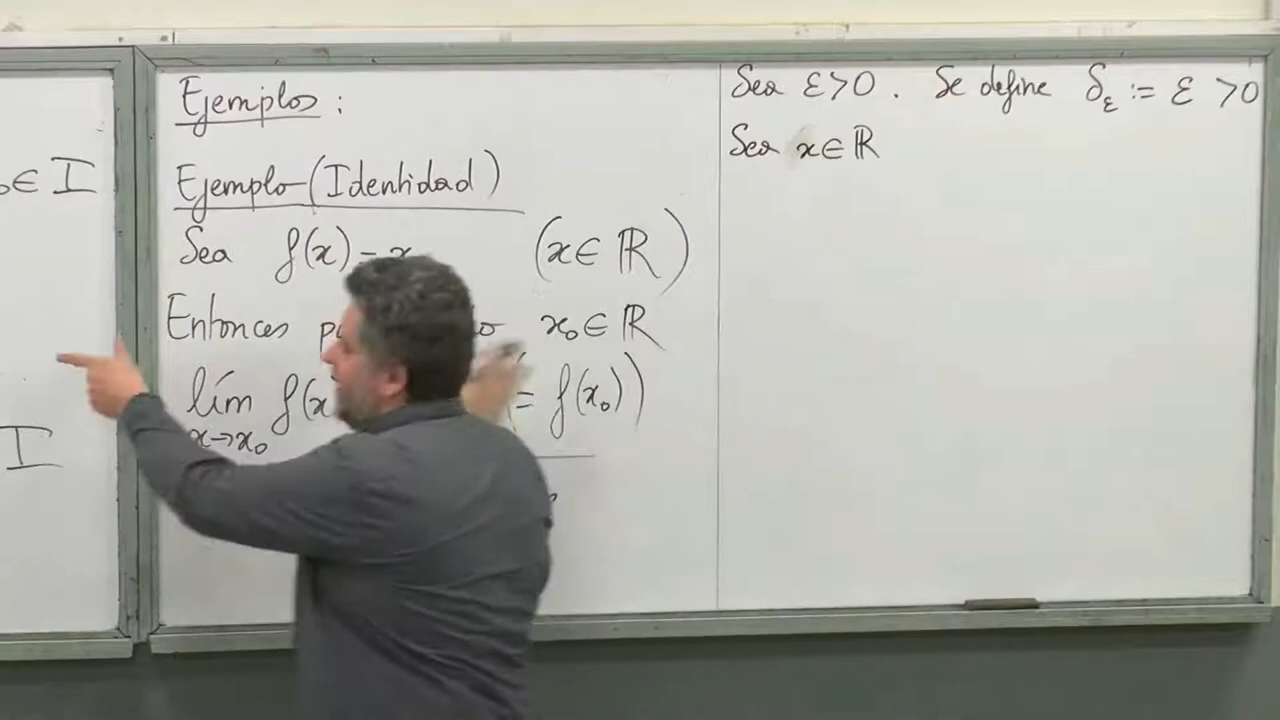 ∈ I
I
Ejemplos :
Ejemplo (Identidad)
Sea f(x) = x (x ∈ ℝ)
Entonces x₀ ∈ ℝ
lím f(x = f(x₀))
x→x₀
Sea ε > 0 . Se define δ_ε := ε > 0
Sea x ∈ ℝ